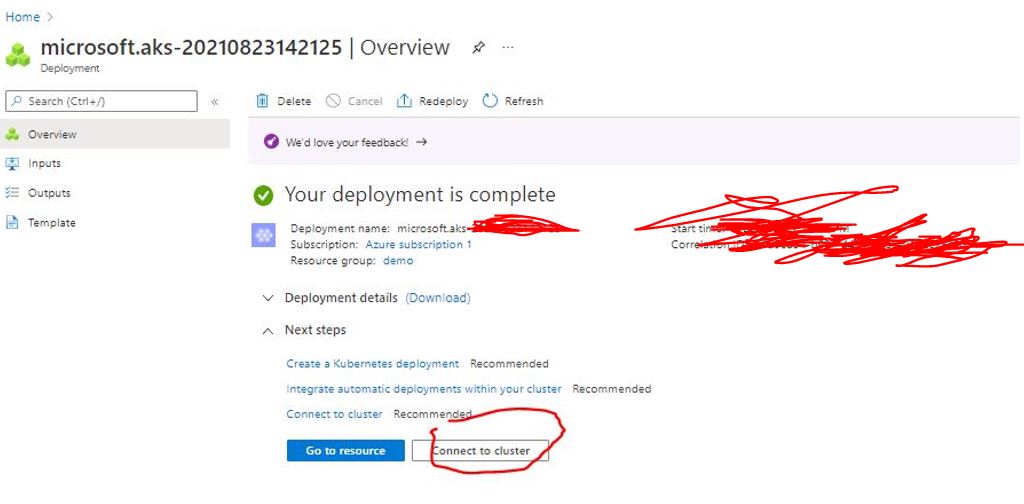 Home >
microsoft.aks-20210823142125 | Overview
Deployment
Search (Ctrl+/)
«
Delete
Cancel
Redeploy
Refresh
Overview
Inputs
Outputs
Template
We'd love your feedback! →
Your deployment is complete
Deployment name: microsoft.aks-
Start time:
Subscription: Azure subscription 1
Correlation
Resource group: demo
Deployment details (Download)
Next steps
Create a Kubernetes deployment Recommended
Integrate automatic deployments within your cluster Recommended
Connect to cluster Recommended
Go to resource
Connect to cluster